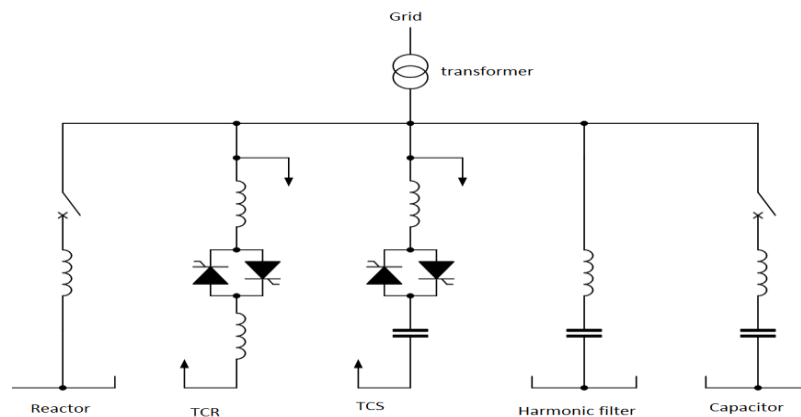 Grid
transformer
Reactor
TCR
TCS
Harmonic filter
Capacitor